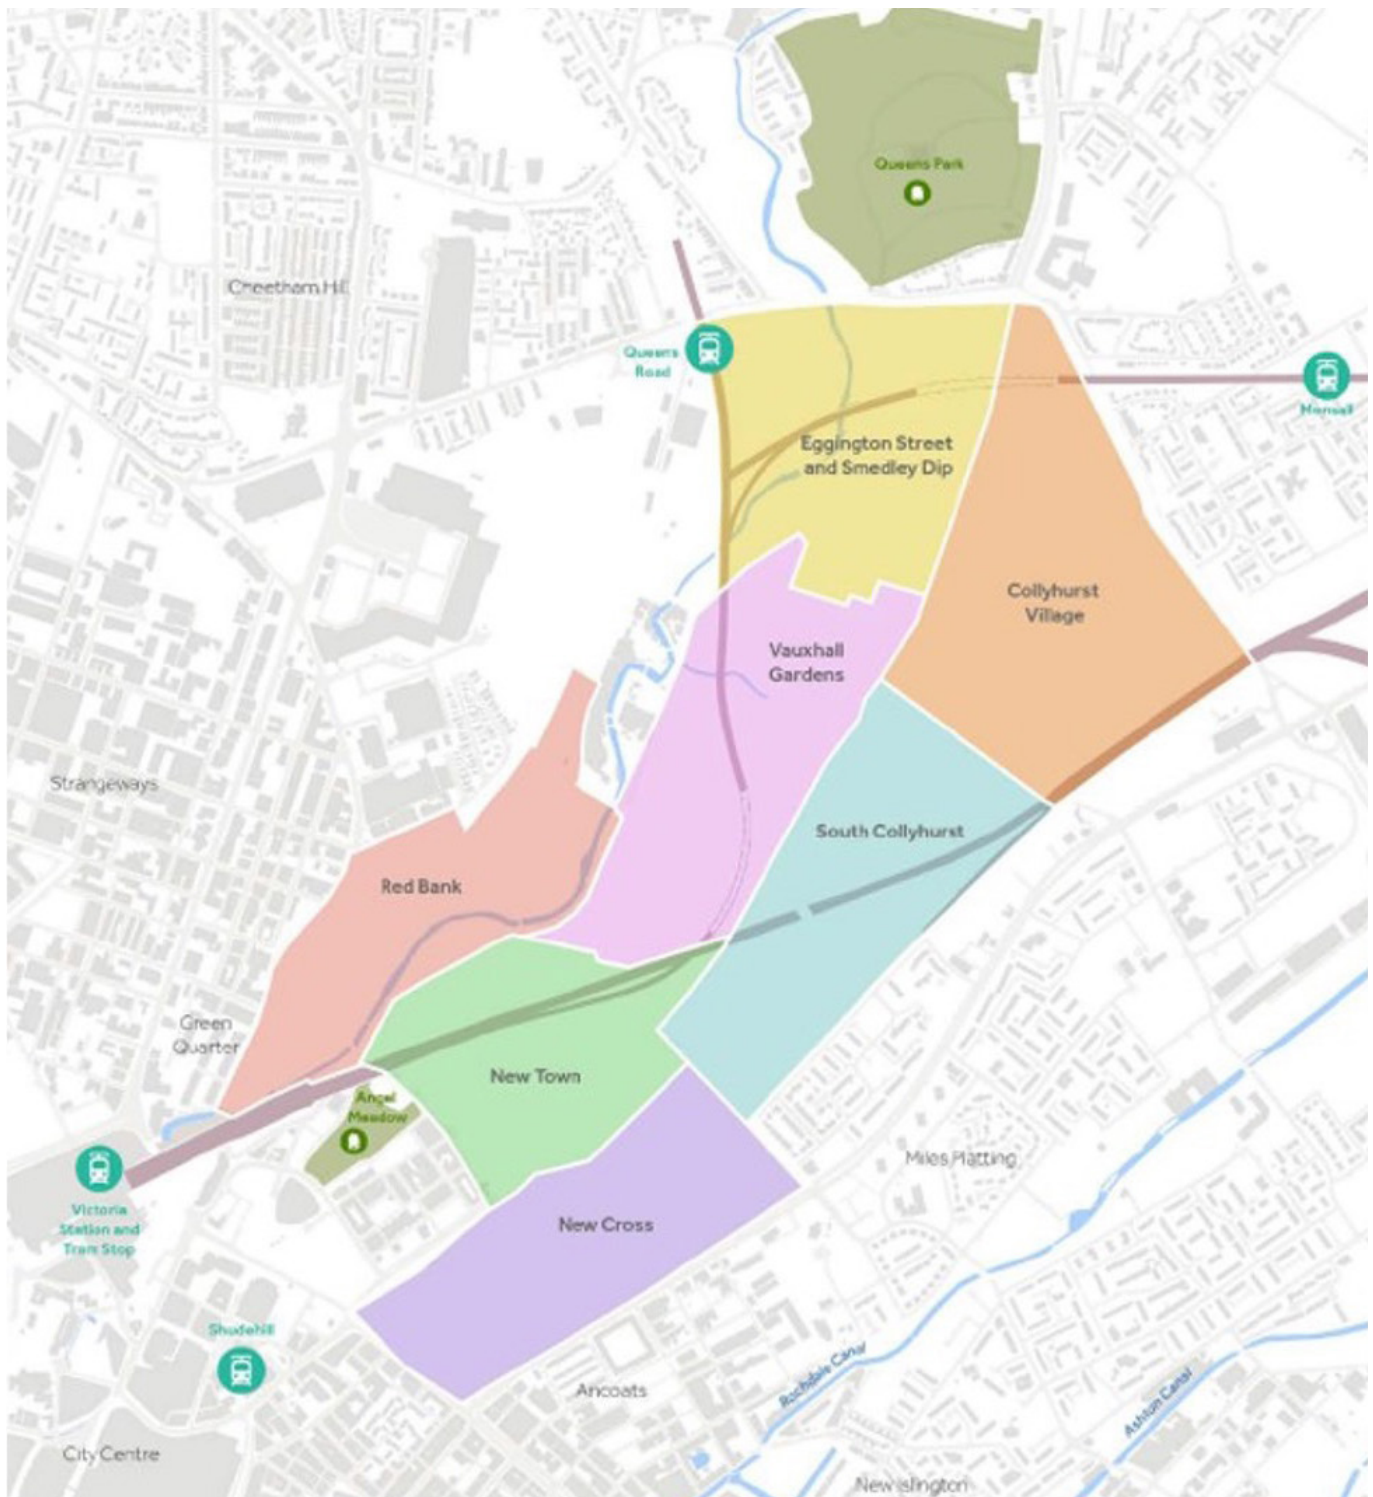 Queens Park
Cheetham Hill
Queens
Road
Monsall
Eggington Street
and Smedley Dip
Collyhurst
Village
Vauxhall
Gardens
Strangeways
South Collyhurst
Red Bank
Green
Quarter
New Town
Angel
Meadow
Miles Platting
Victoria
Station and
Tram Stop
New Cross
Shudehill
Rochdale Canal
Ancoats
Ashton Canal
City Centre
New Islington